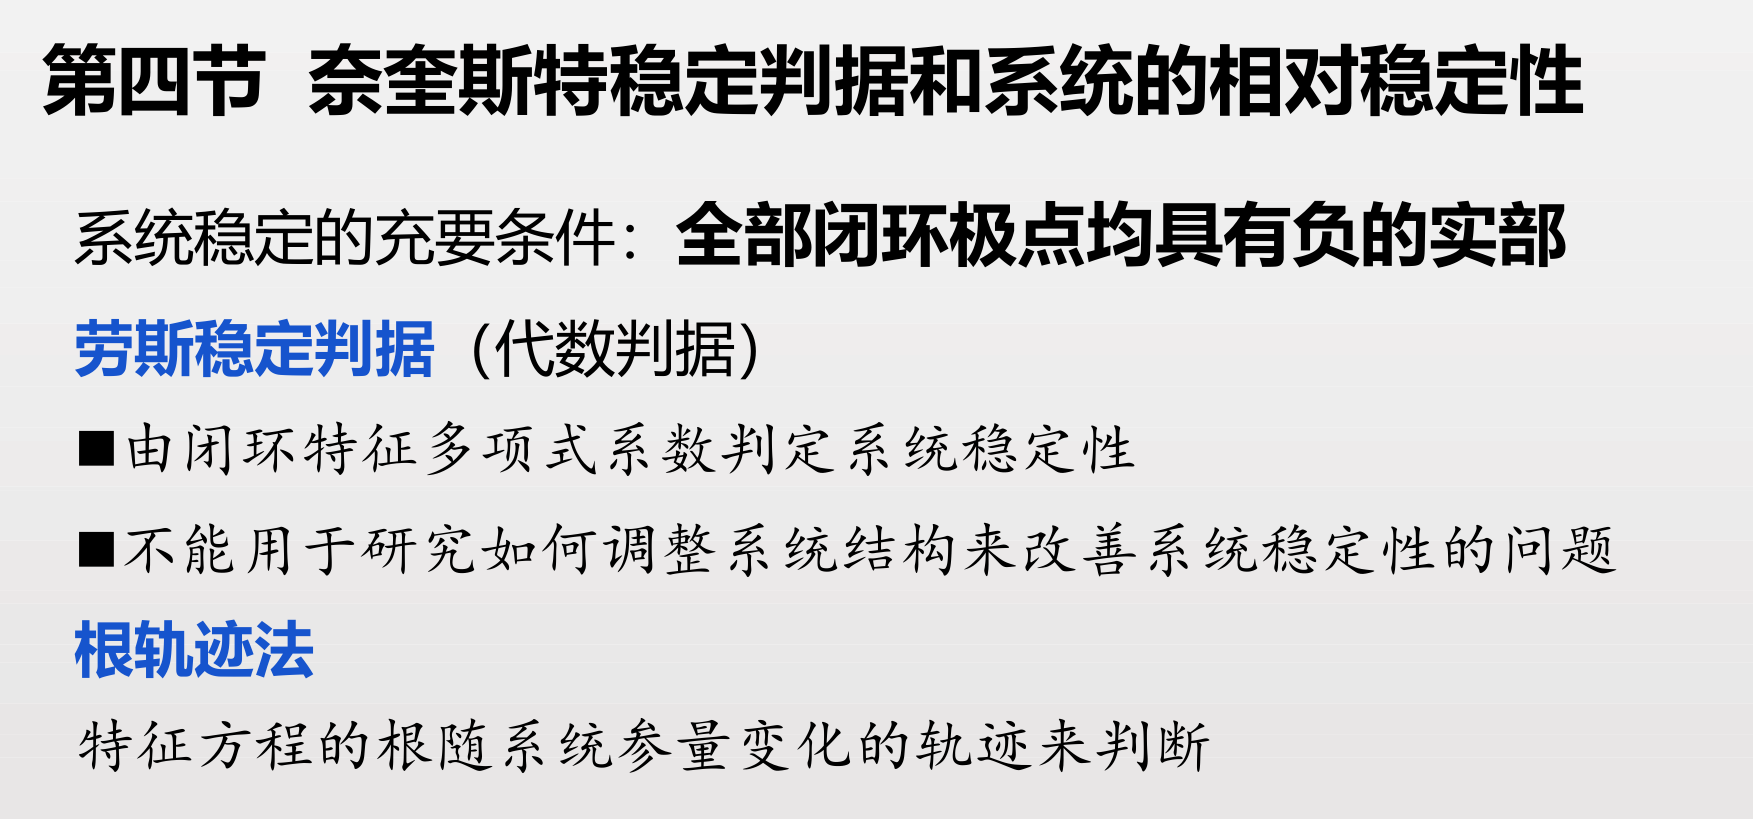 第四节 奈奎斯特稳定判据和系统的相对稳定性
系统稳定的充要条件：全部闭环极点均具有负的实部
劳斯稳定判据（代数判据）
■由闭环特征多项式系数判定系统稳定性
■不能用于研究如何调整系统结构来改善系统稳定性的问题
根轨迹法
特征方程的根随系统参量变化的轨迹来判断